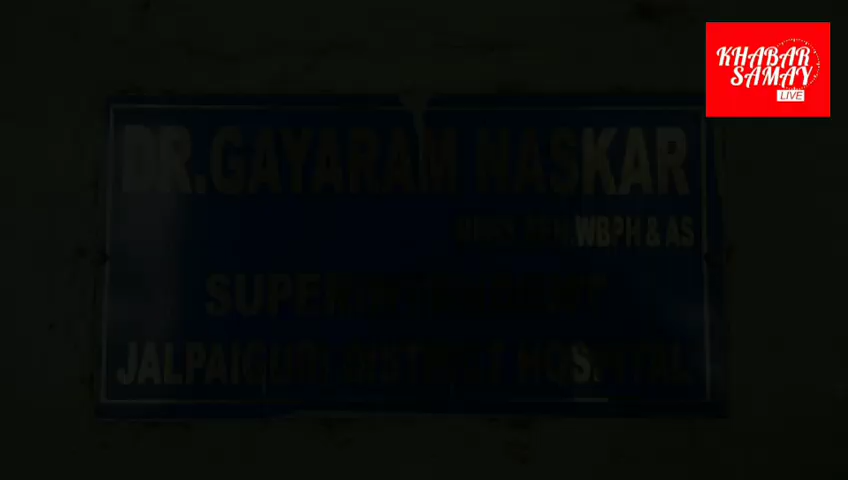 KHABAR
SAMAY
LIVE
DR.GAYARAM NASKAR
WBPH & AS
SUPERINTENDENT
JALPAIGURI DISTRICT HOSPITAL